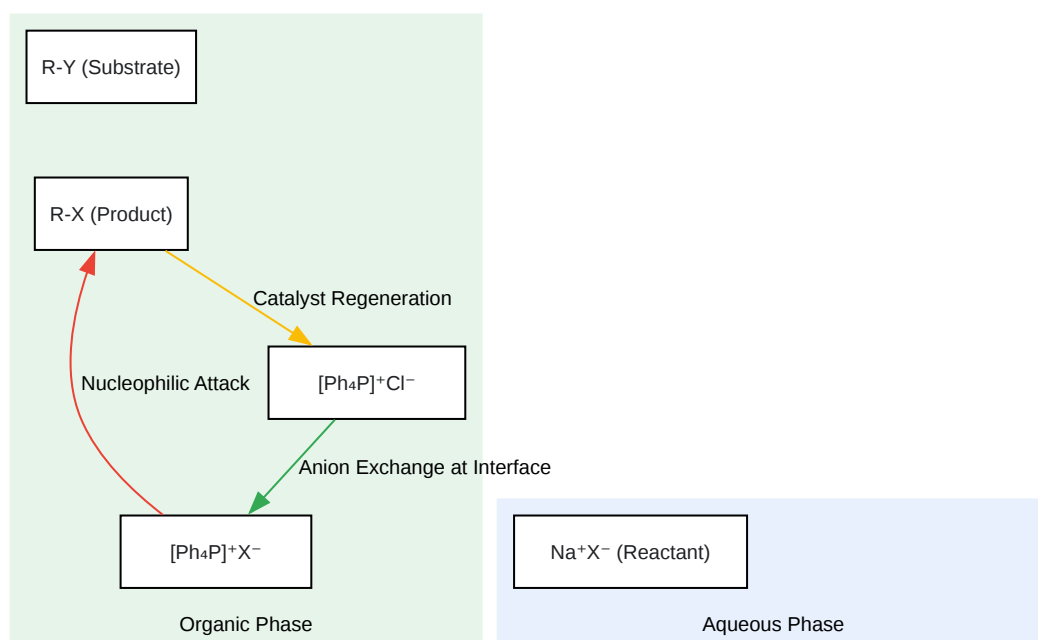 R-Y (Substrate)
R-X (Product)
Catalyst Regeneration
[Ph₄P]⁺Cl⁻
Nucleophilic Attack
Anion Exchange at Interface
[Ph₄P]⁺X⁻
Na⁺X⁻ (Reactant)
Organic Phase
Aqueous Phase